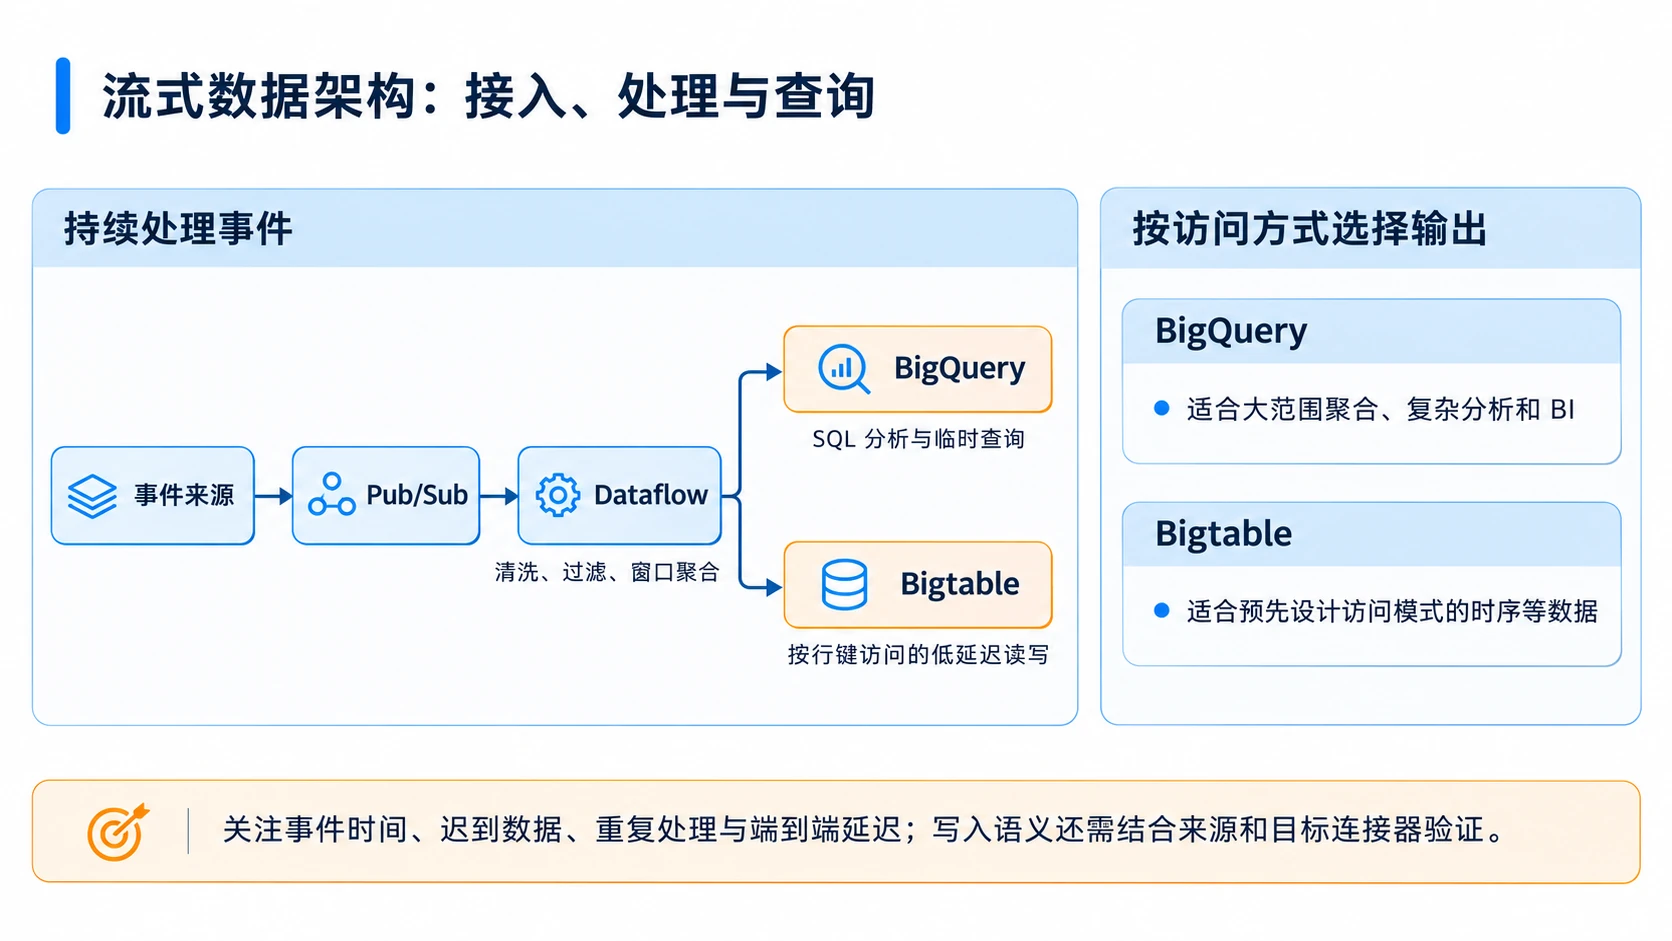 流式数据架构：接入、处理与查询
持续处理事件
事件来源
Pub/Sub
Dataflow
清洗、过滤、窗口聚合
BigQuery
SQL 分析与临时查询
Bigtable
按行键访问的低延迟读写
按访问方式选择输出
BigQuery
适合大范围聚合、复杂分析和 BI
Bigtable
适合预先设计访问模式的时序等数据
关注事件时间、迟到数据、重复处理与端到端延迟；写入语义还需结合来源和目标连接器验证。